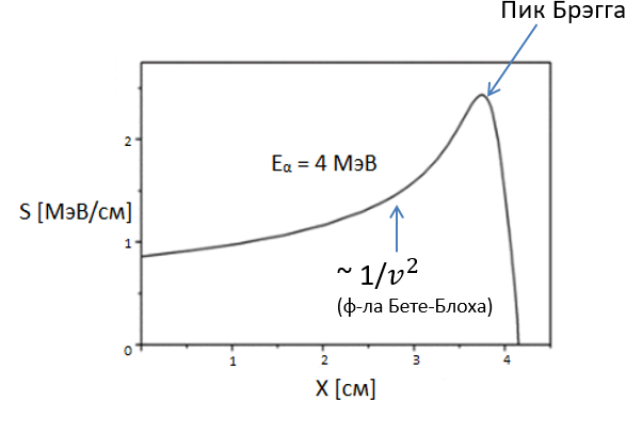 Пик Брэгга
2
Eα = 4 МэВ
S [МэВ/см]
1
~ 1/v²
(ф-ла Бете-Блоха)
0
1
2
3
4
X [см]